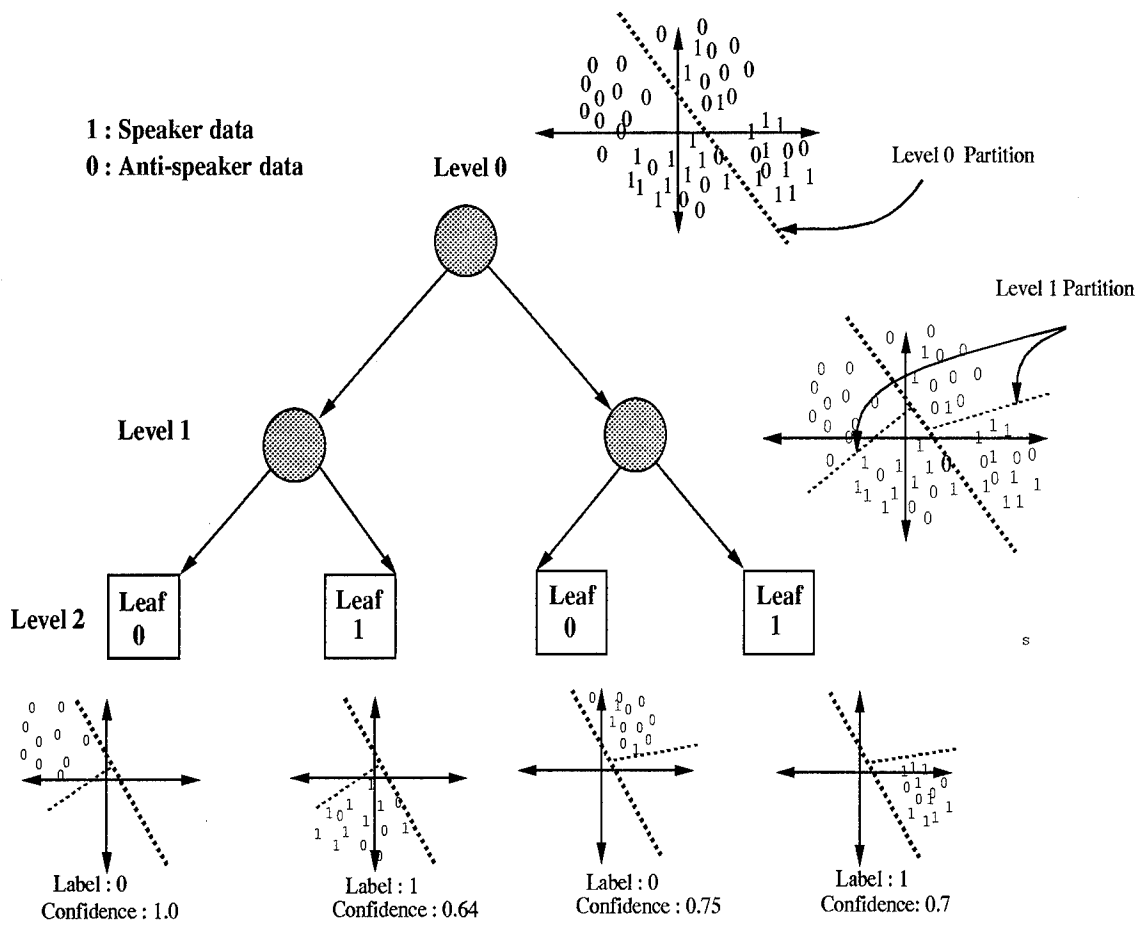 1 : Speaker data
0 : Anti-speaker data
Level 0
Level 0 Partition
Level 1 Partition
Level 1
Level 2
Leaf
0
Leaf
1
Leaf
0
Leaf
1
s
Label : 0
Confidence : 1.0
Label : 1
Confidence : 0.64
Label : 0
Confidence : 0.75
Label : 1
Confidence: 0.7